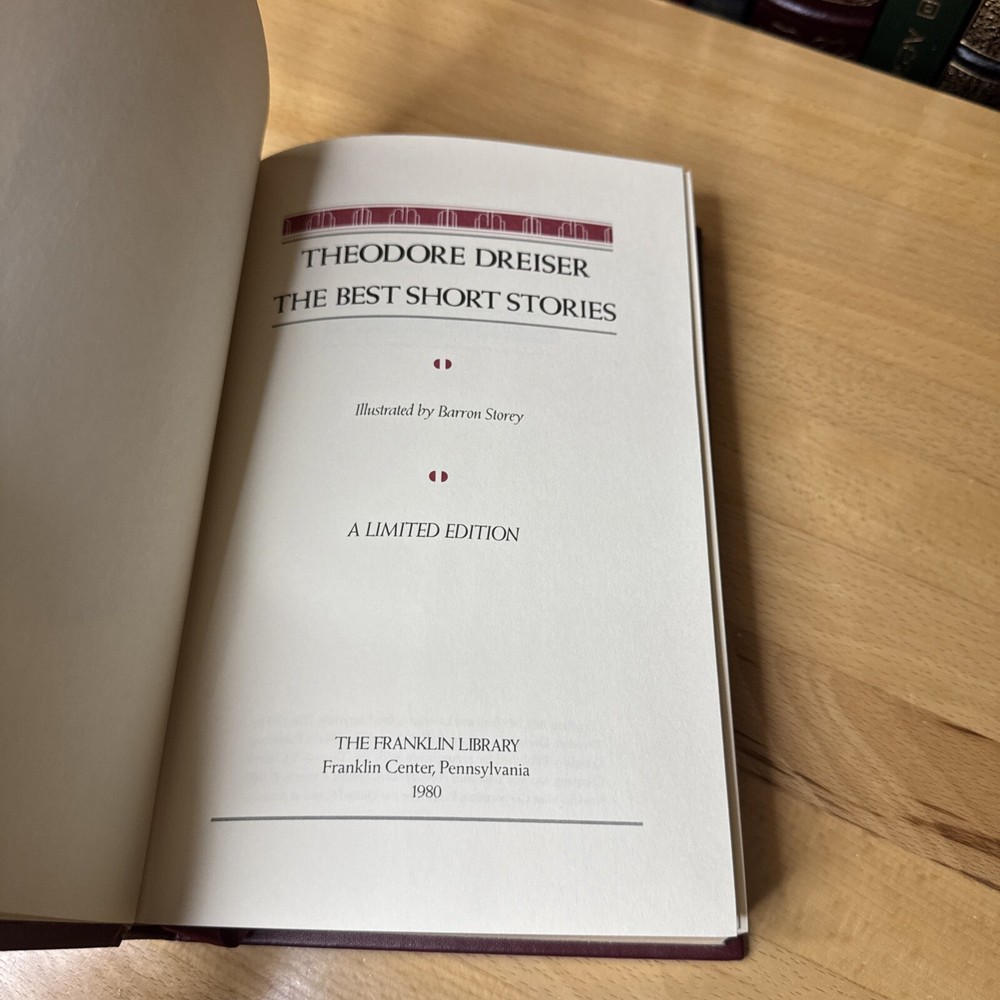 THEODORE DREISER
THE BEST SHORT STORIES
Illustrated by Barron Storey
A LIMITED EDITION
THE FRANKLIN LIBRARY
Franklin Center, Pennsylvania
1980